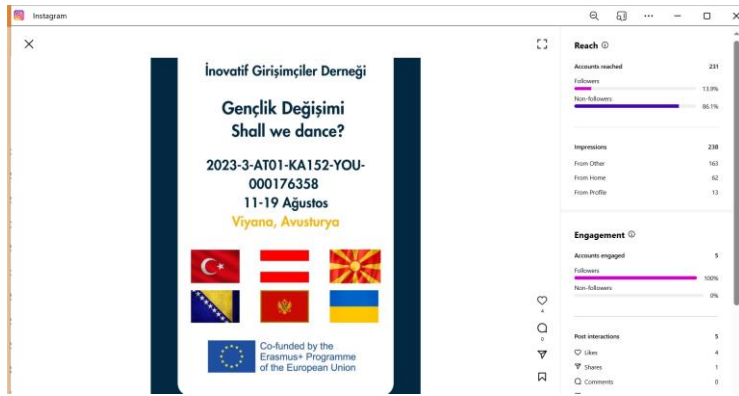 Instagram
İnovatif Girişimçiler Derneği
Gençlik Değişimi
Shall we dance?
2023-3-AT01-KA152-YOU-
000176358
11-19 Ağustos
Viyana, Avusturya
Co-funded by the
Erasmus+ Programme
of the European Union
4
0
Reach
Accounts reached 231
Followers
13.9%
Non-followers
86.1%
Impressions 238
From Other 163
From Home 62
From Profile 13
Engagement
Accounts engaged 5
Followers
100%
Non-followers
0%
Post interactions 5
Likes 4
Shares 1
Comments 0